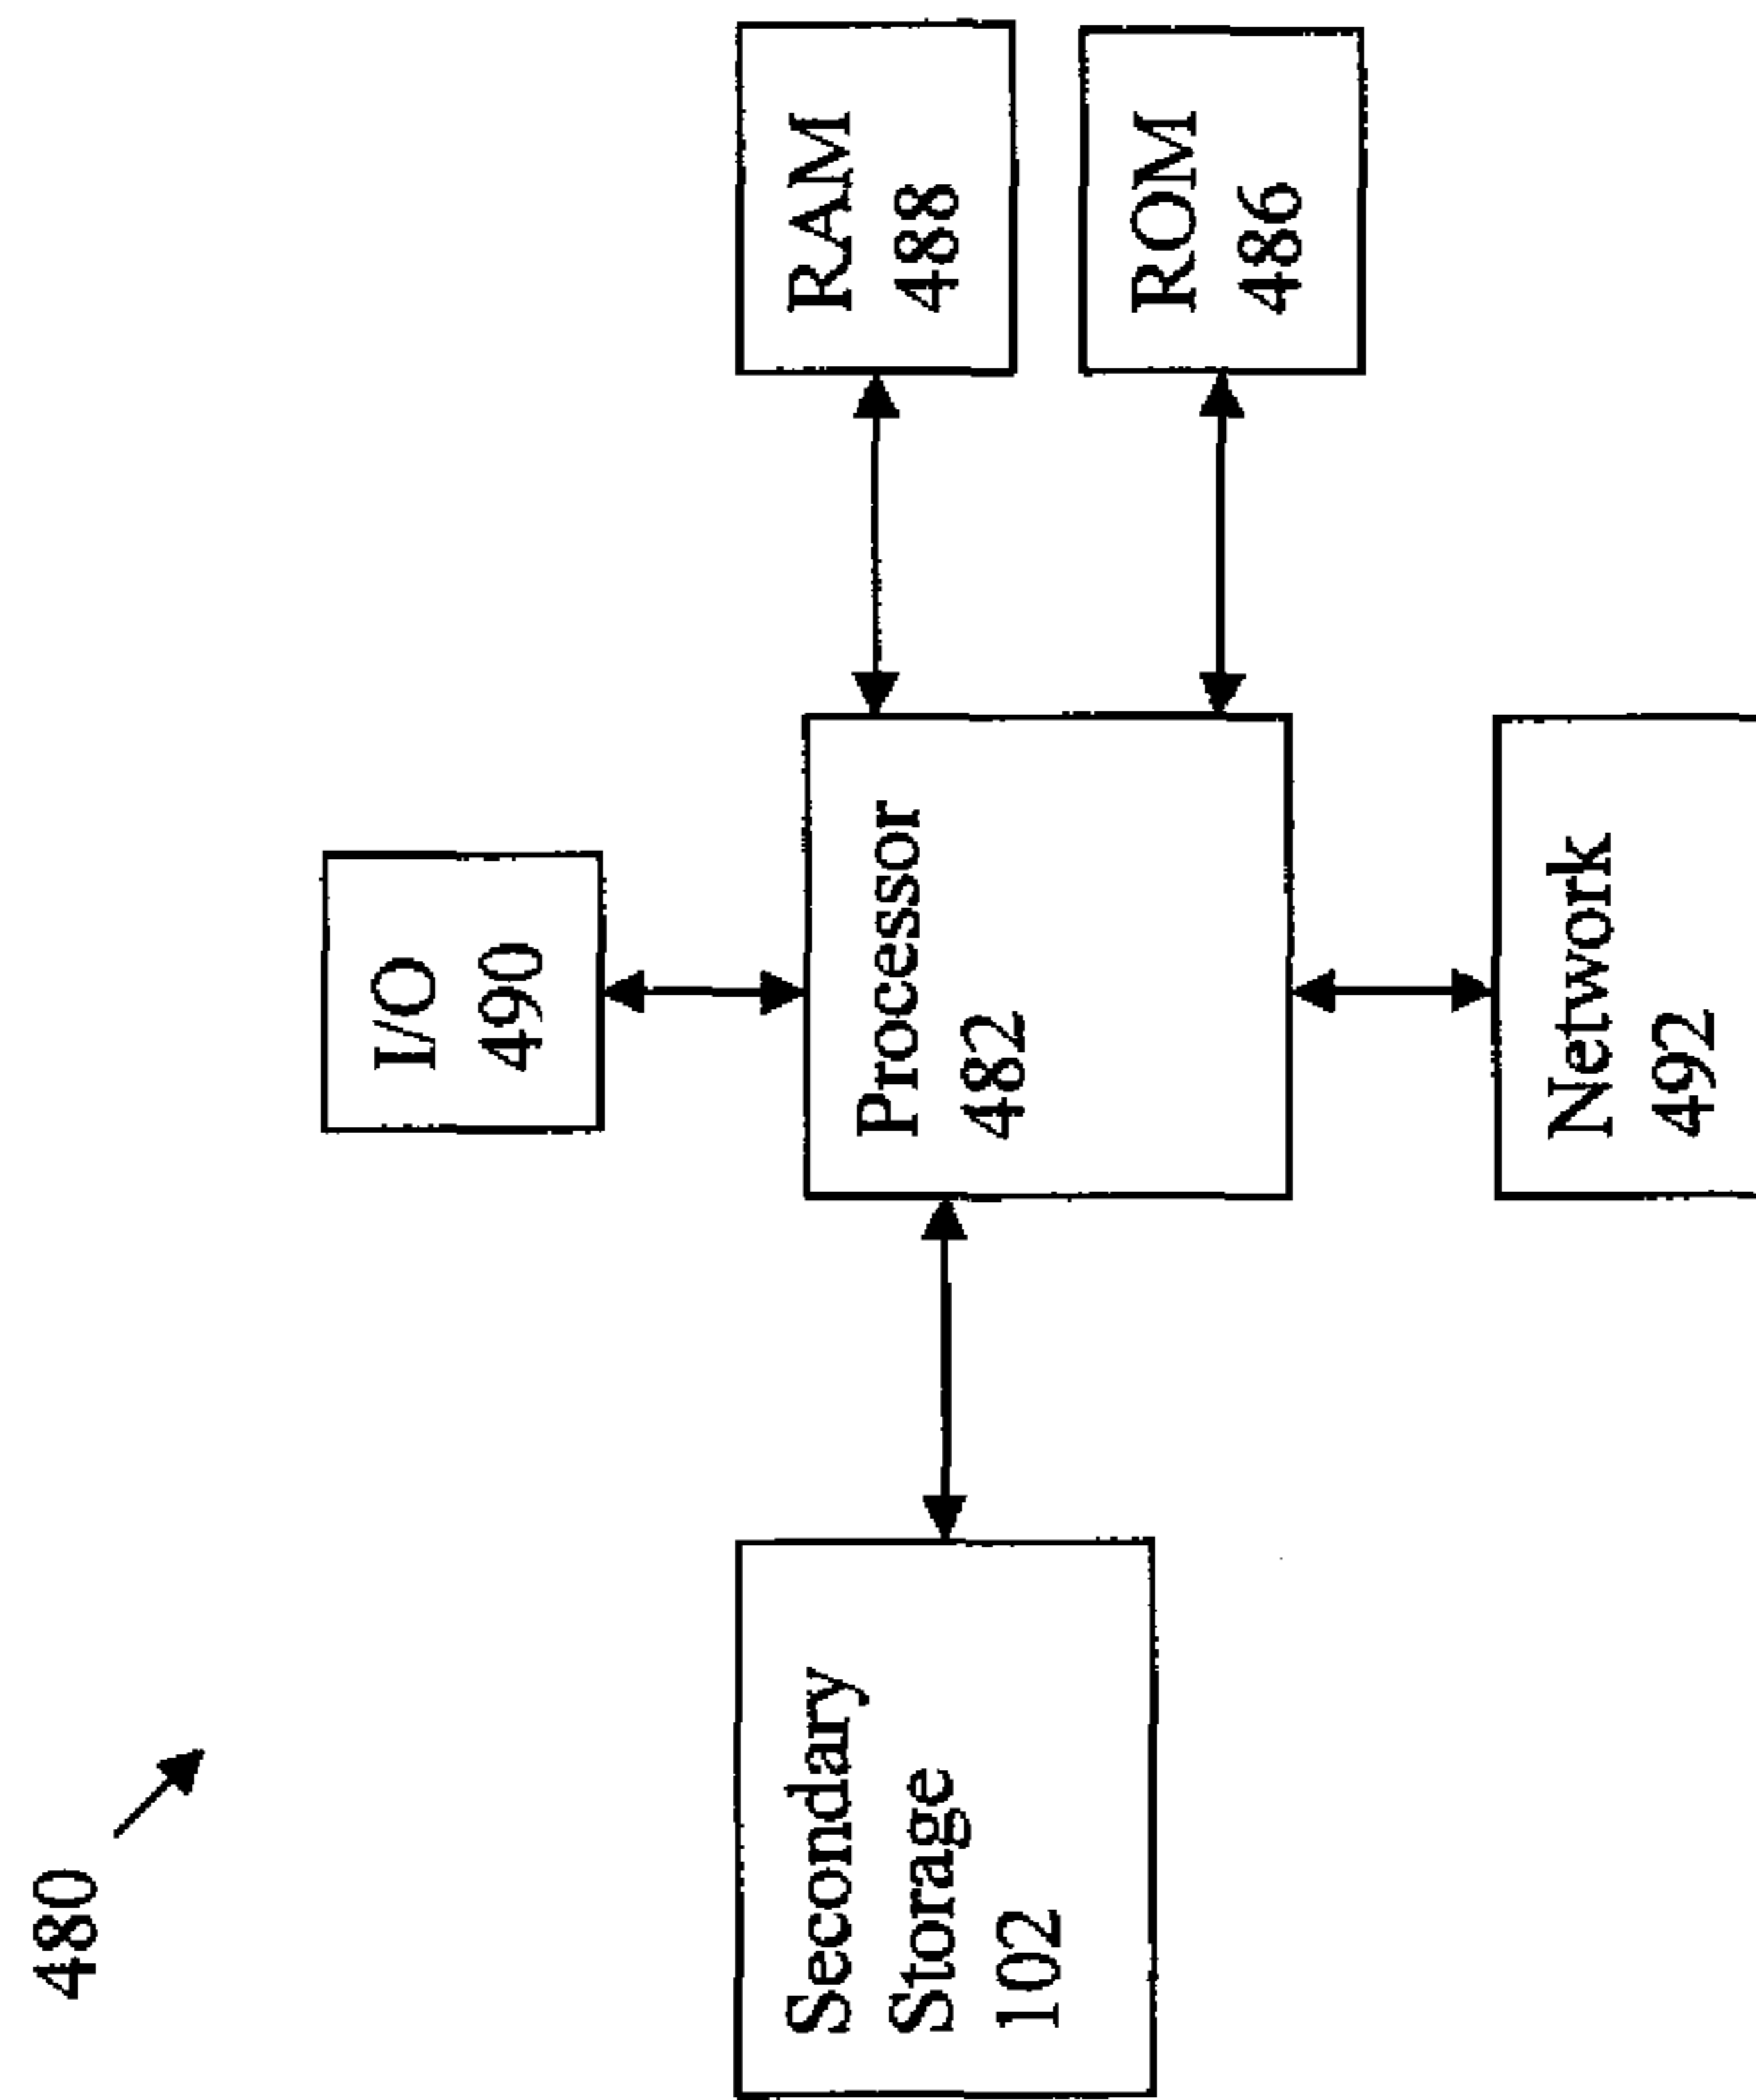 480
I/O
490
Secondary
Storage
102
Processor
482
RAM
488
ROM
486
Network
492